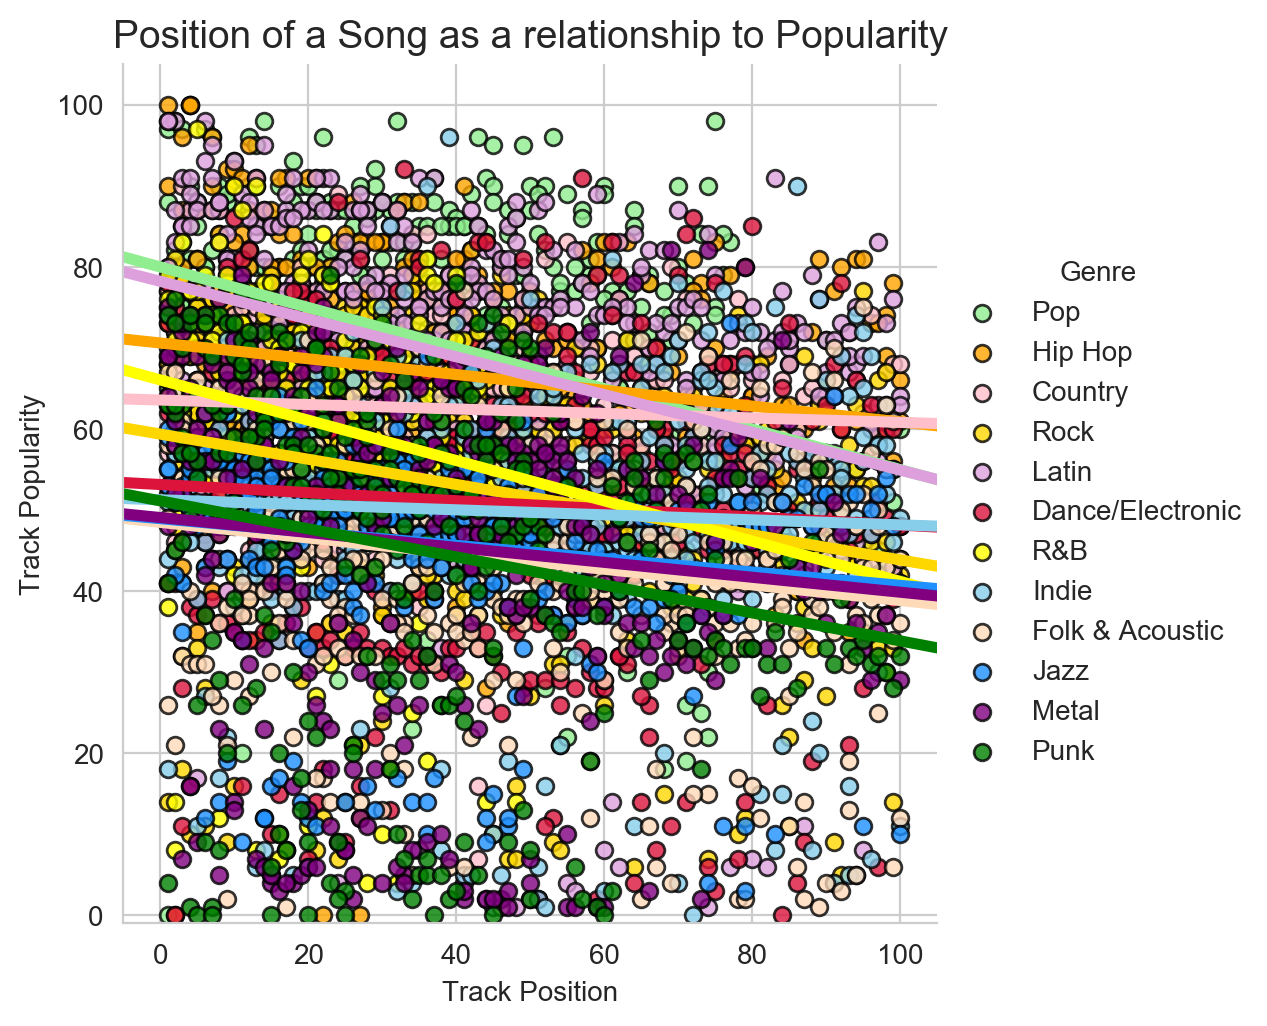 Position of a Song as a relationship to Popularity
100
80
60
40
20
0
Track Popularity
0 20 40 60 80 100
Track Position
Genre
Pop
Hip Hop
Country
Rock
Latin
Dance/Electronic
R&B
Indie
Folk & Acoustic
Jazz
Metal
Punk